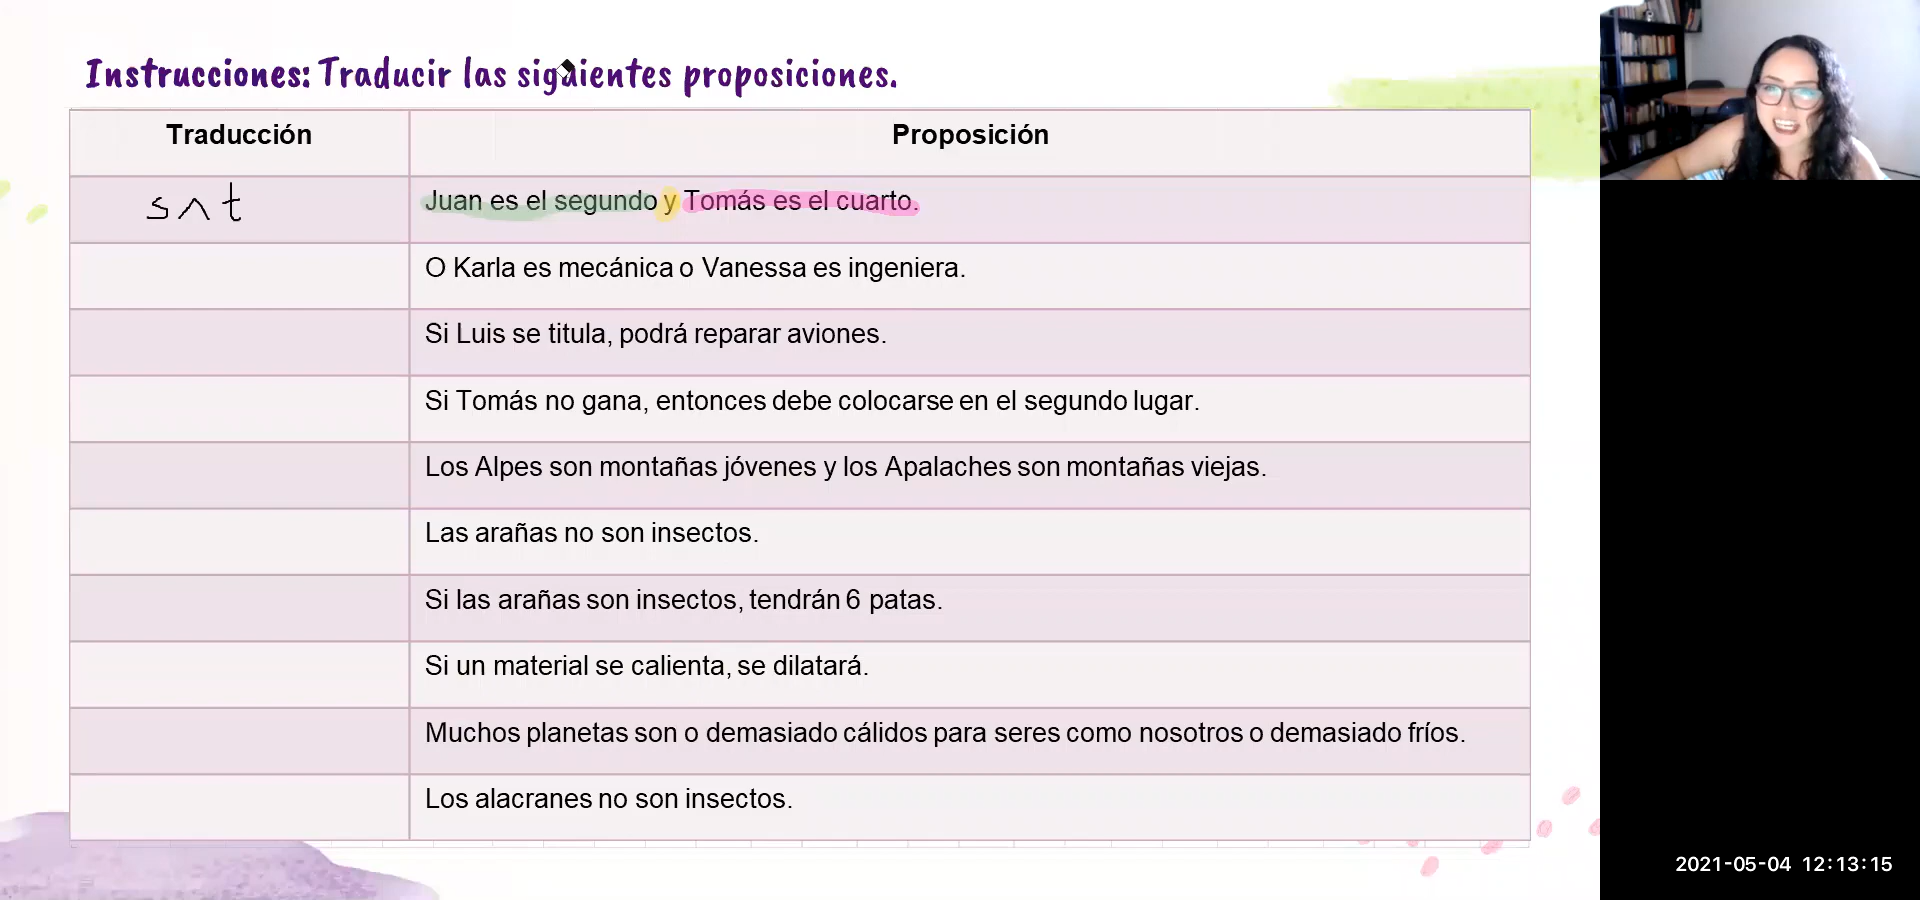 Instrucciones: Traducir las siguientes proposiciones.
Traducción Proposición
s ∧ t Juan es el segundo y Tomás es el cuarto.
O Karla es mecánica o Vanessa es ingeniera.
Si Luis se titula, podrá reparar aviones.
Si Tomás no gana, entonces debe colocarse en el segundo lugar.
Los Alpes son montañas jóvenes y los Apalaches son montañas viejas.
Las arañas no son insectos.
Si las arañas son insectos, tendrán 6 patas.
Si un material se calienta, se dilatará.
Muchos planetas son o demasiado cálidos para seres como nosotros o demasiado fríos.
Los alacranes no son insectos.
2021-05-04 12:13:15